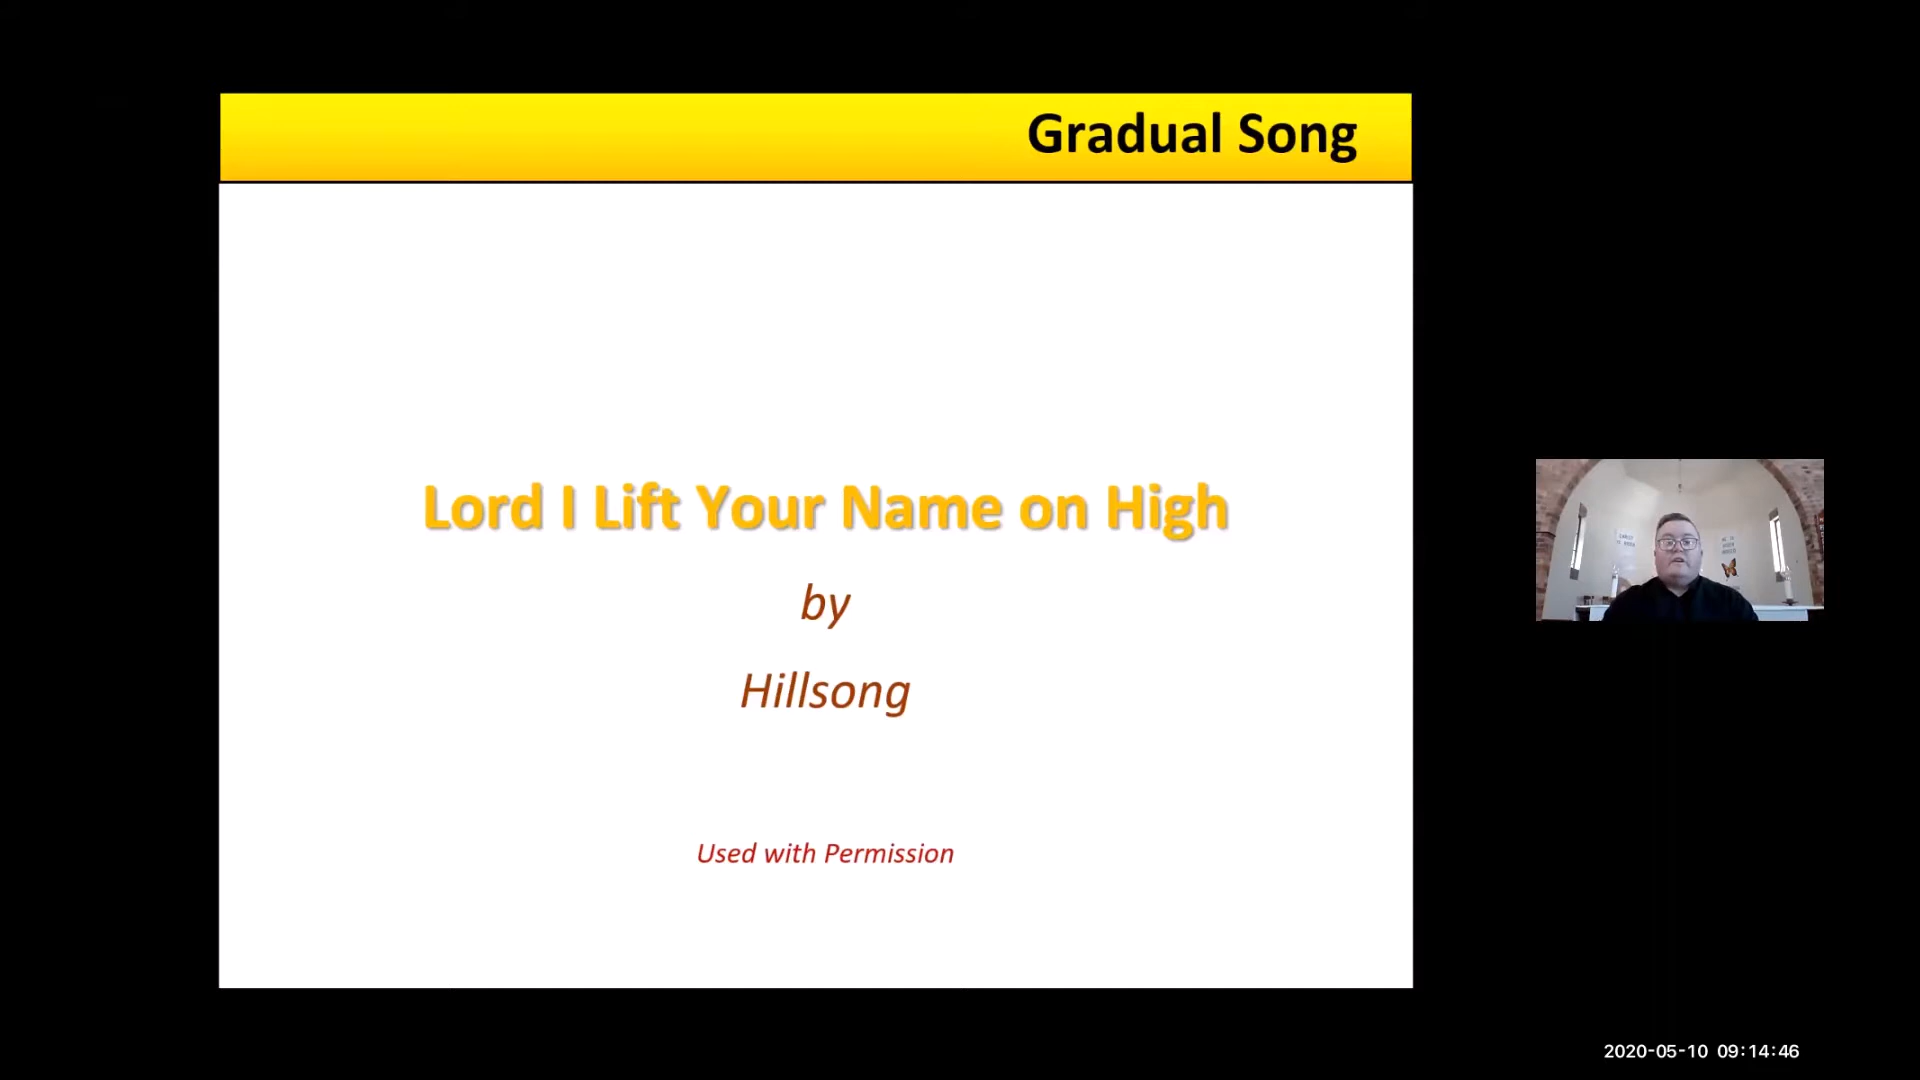 Gradual Song
Lord I Lift Your Name on High
by
Hillsong
Used with Permission
2020-05-10 09:14:46